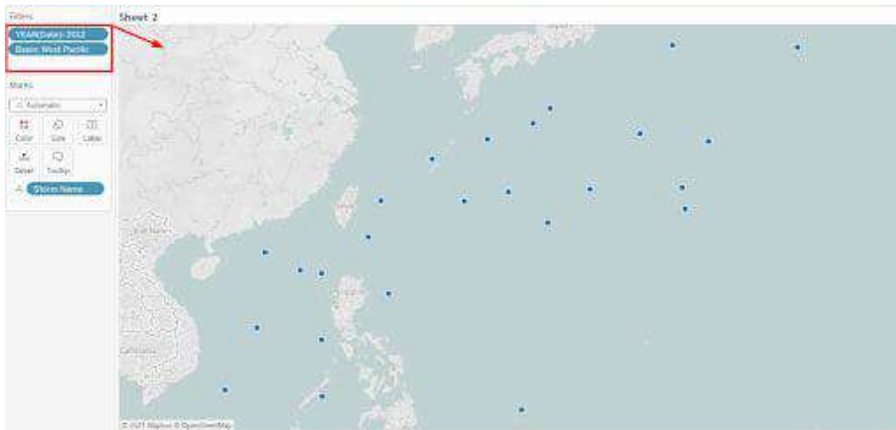 Filters
Sheet 2
YEAR(Date): 2012
Basin: West Pacific
Marks
Automatic
Color Size Label
Detail Tooltip
Storm Name
Cambodia
© 2021 Mapbox © OpenStreetMap